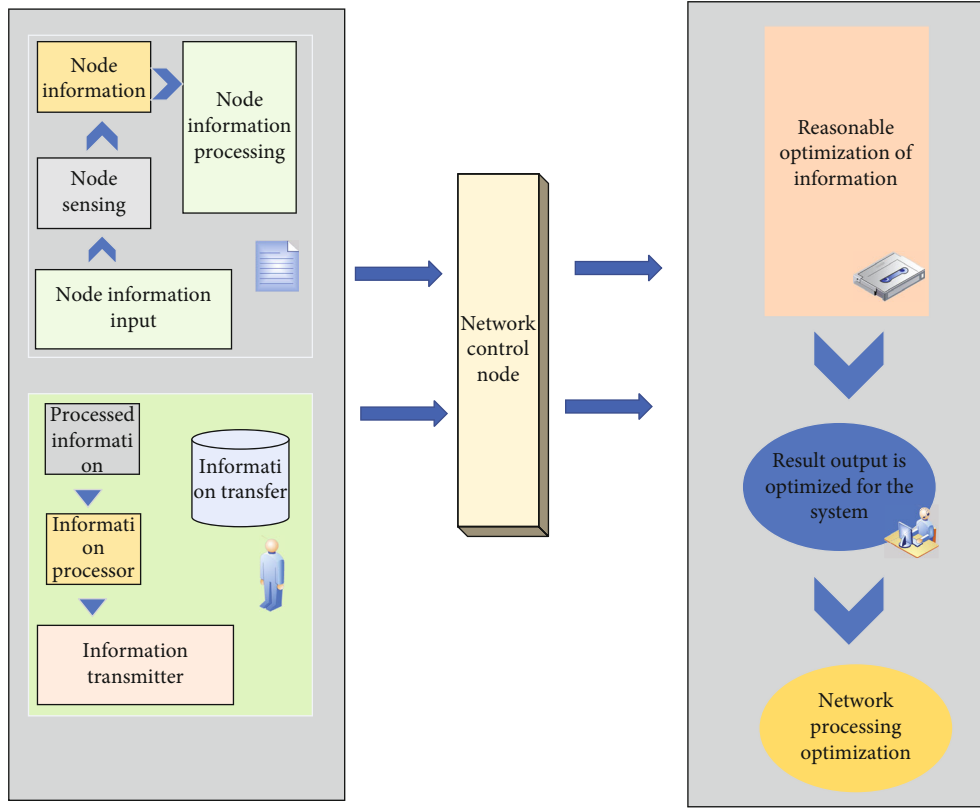 Node
information
Node
information
processing
Node
sensing
Node information
input
Processed
informati
on
Informati
on transfer
Informati
on
processor
Information
transmitter
Network
control
node
Reasonable
optimization of
information
Result output is
optimized for the
system
Network
processing
optimization